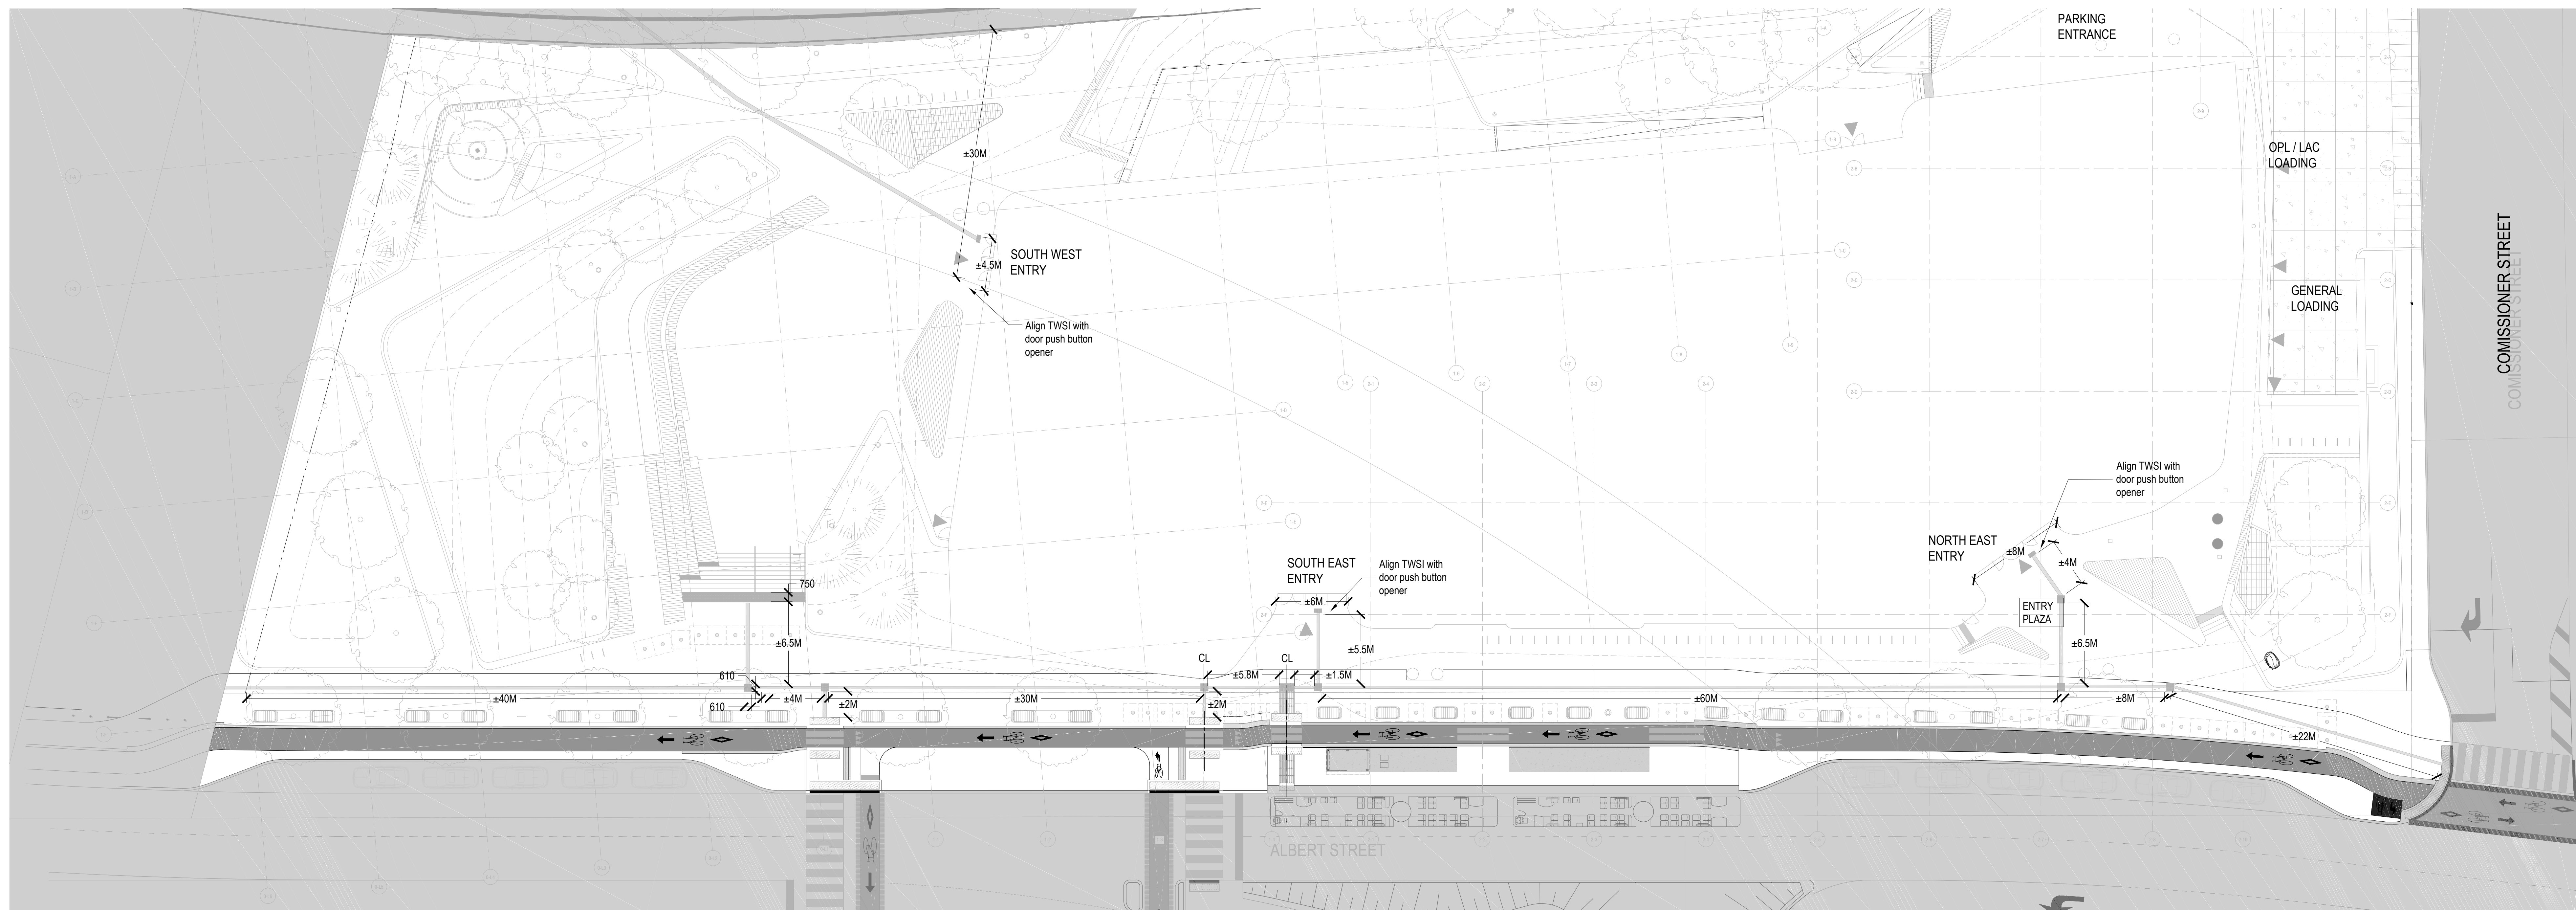 PARKING
ENTRANCE
±30M
OPL / LAC
LOADING
SOUTH WEST
ENTRY
±4.5M
GENERAL
LOADING
COMISSIONER STREET
COMISSIONER STREET
Align TWSI with
door push button
opener
Align TWSI with
door push button
opener
NORTH EAST
ENTRY
±8M
±4M
SOUTH EAST
ENTRY
Align TWSI with
door push button
opener
750
±6M
ENTRY
PLAZA
±6.5M
±5.5M
±6.5M
CL
CL
610
±5.8M
±1.5M
±40M
±4M
±2M
±30M
±2M
±60M
±8M
610
±22M
ALBERT STREET